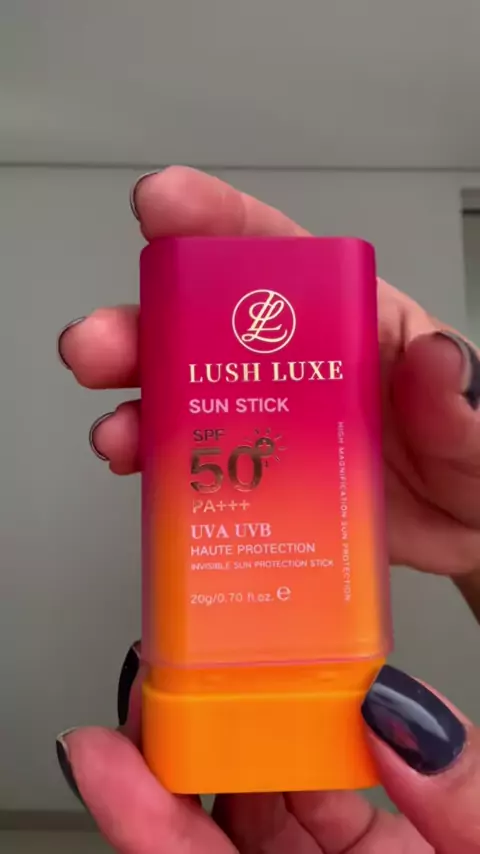 LL
LUSH LUXE
SUN STICK
SPF
50
PA+++
UVA UVB
HAUTE PROTECTION
INVISIBLE SUN PROTECTION STICK
20g/0.70 fl.oz. ℮
HIGH MAGNIFICATION SUN PROTECTION